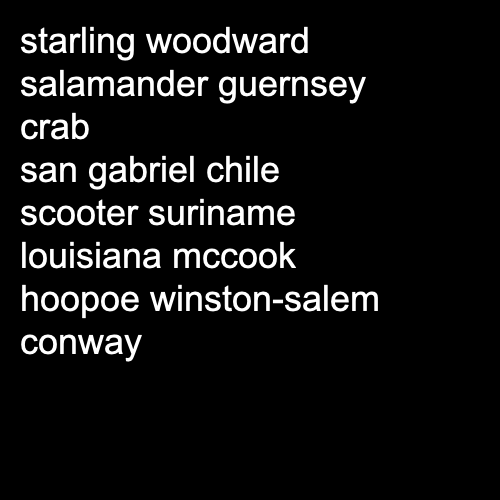 starling woodward
salamander guernsey
crab
san gabriel chile
scooter suriname
louisiana mccook
hoopoe winston-salem
conway